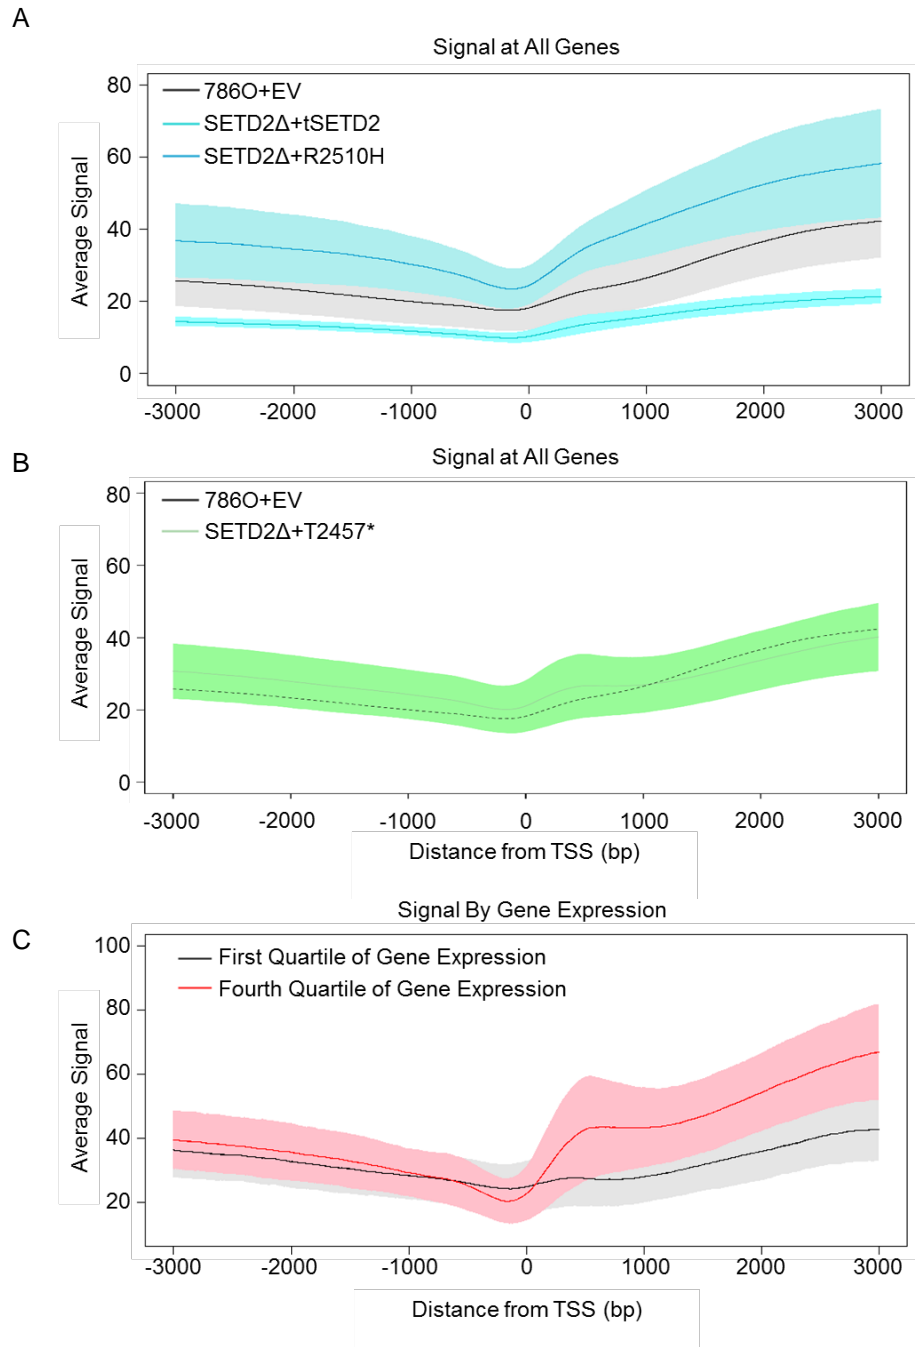 A
Signal at All Genes
786O+EV
SETD2Δ+tSETD2
SETD2Δ+R2510H
Average Signal
80
60
40
20
0
-3000 -2000 -1000 0 1000 2000 3000
B
Signal at All Genes
786O+EV
SETD2Δ+T2457*
Average Signal
80
60
40
20
0
-3000 -2000 -1000 0 1000 2000 3000
Distance from TSS (bp)
C
Signal By Gene Expression
First Quartile of Gene Expression
Fourth Quartile of Gene Expression
Average Signal
100
80
60
40
20
-3000 -2000 -1000 0 1000 2000 3000
Distance from TSS (bp)